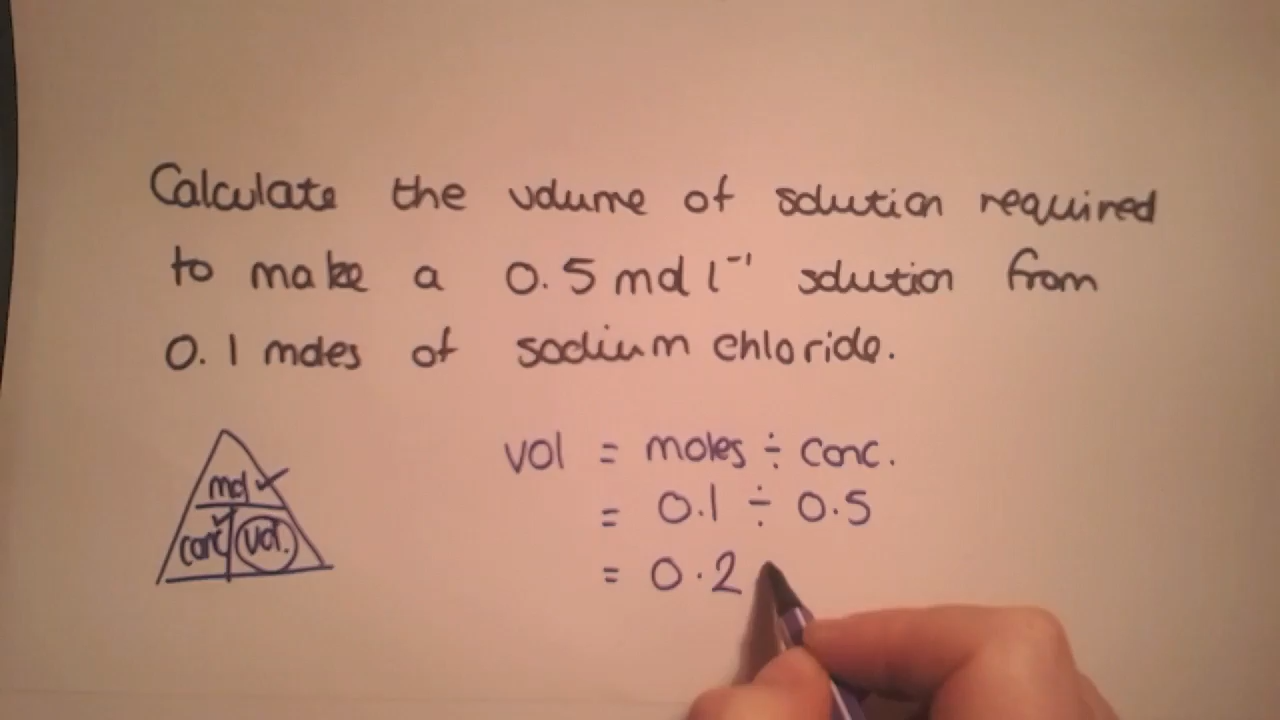 Calculate the volume of solution required
to make a 0.5 mol l⁻¹ solution from
0.1 moles of sodium chloride.
mol ✓
conc ✓ vol.
vol = moles ÷ conc.
= 0.1 ÷ 0.5
= 0.2